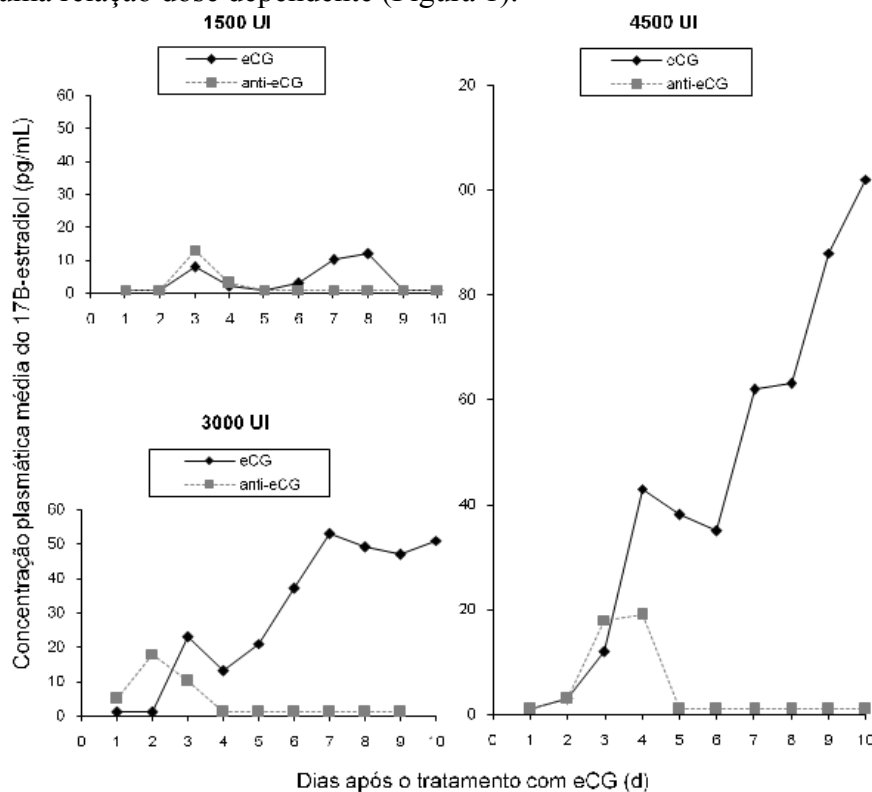 uma relação dose dependente (Figura 1).
1500 UI
eCG
anti-eCG
60
50
40
30
20
10
0
0 1 2 3 4 5 6 7 8 9 10
3000 UI
eCG
anti-eCG
60
50
40
30
20
10
0
0 1 2 3 4 5 6 7 8 9 10
4500 UI
eCG
anti-eCG
20
00
80
60
40
20
0
0 1 2 3 4 5 6 7 8 9 10
Concentração plasmática média do 17B-estradiol (pg/mL)
Dias após o tratamento com eCG (d)